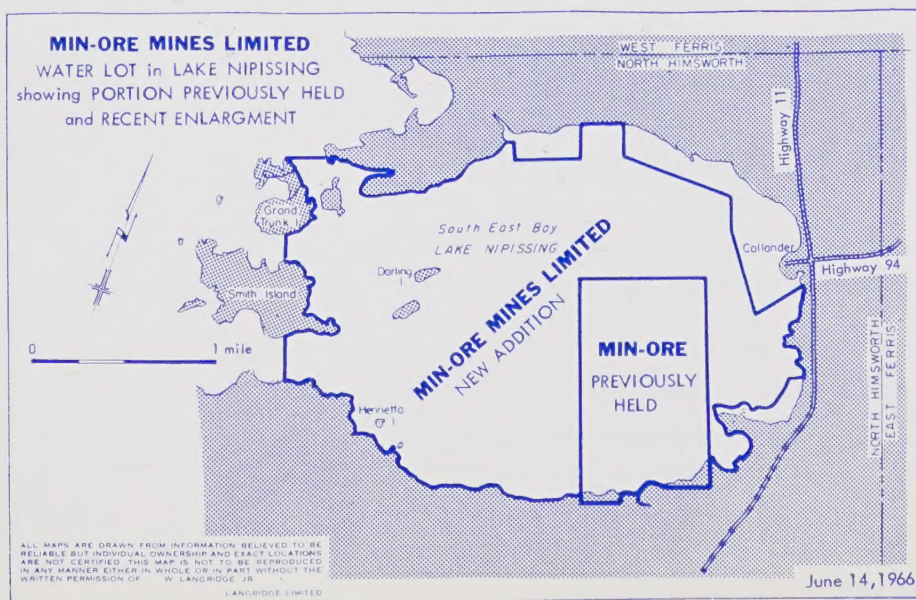 MIN-ORE MINES LIMITED
WATER LOT in LAKE NIPISSING
showing PORTION PREVIOUSLY HELD
and RECENT ENLARGMENT
WEST FERRIS
NORTH HIMSWORTH
Highway 11
Grand
Trunk I
South East Bay
LAKE NIPISSING
Callander
Highway 94
Darling
I
Smith Island
MIN-ORE MINES LIMITED
NEW ADDITION
0 1 mile
MIN-ORE
PREVIOUSLY
HELD
NORTH HIMSWORTH
EAST FERRIS
Henrietta
I
ALL MAPS ARE DRAWN FROM INFORMATION BELIEVED TO BE
RELIABLE BUT INDIVIDUAL OWNERSHIP AND EXACT LOCATIONS
ARE NOT CERTIFIED THIS MAP IS NOT TO BE REPRODUCED
IN ANY MANNER EITHER IN WHOLE OR IN PART WITHOUT THE
WRITTEN PERMISSION OF W LANGRIDGE JR
LANGRIDGE LIMITED
June 14, 1966